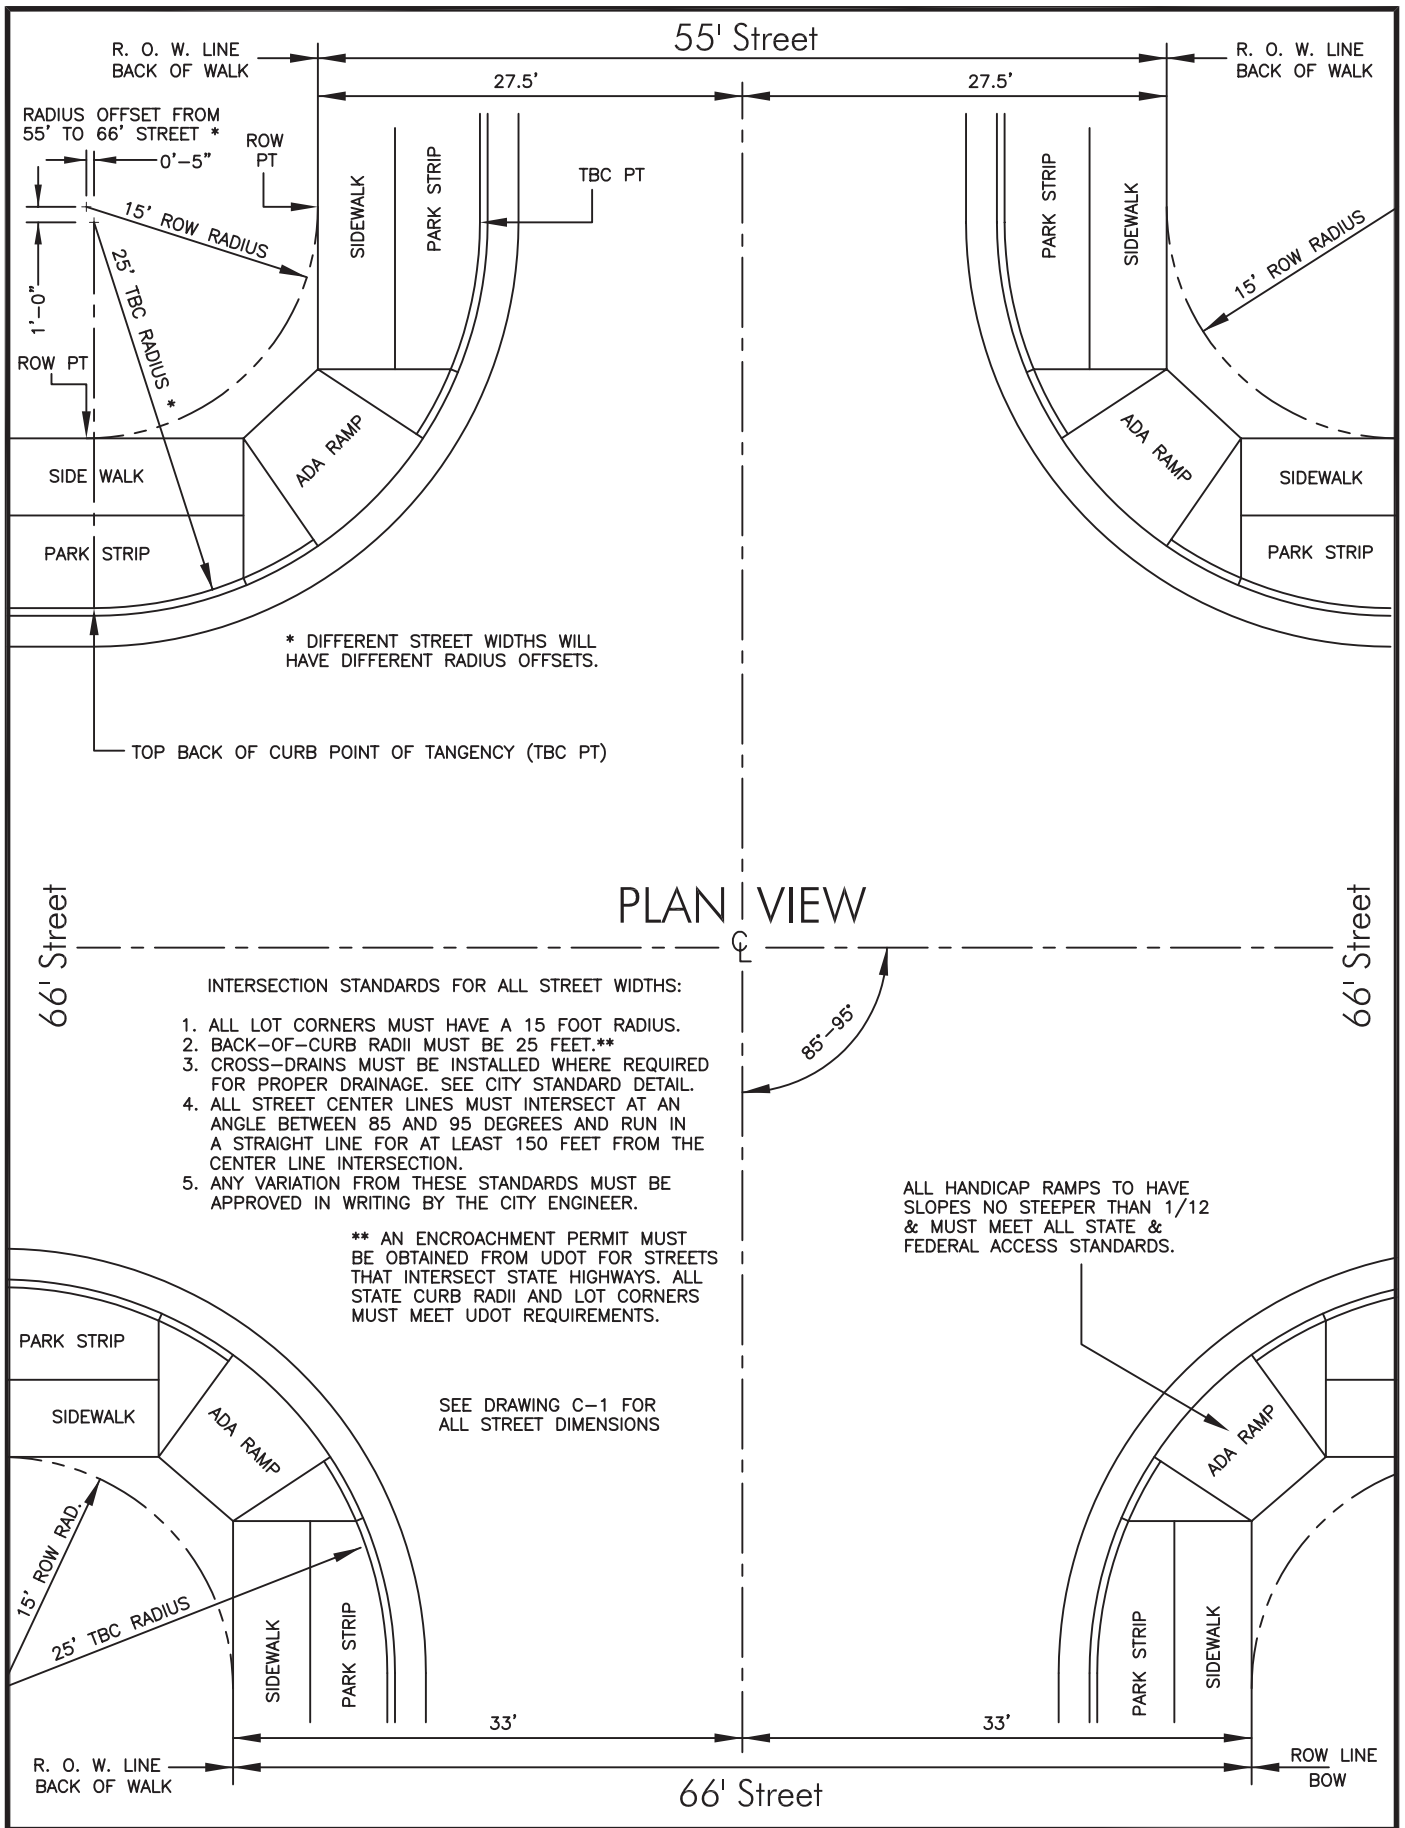 55' Street
R. O. W. LINE
BACK OF WALK
R. O. W. LINE
BACK OF WALK
27.5'
27.5'
RADIUS OFFSET FROM
55' TO 66' STREET *
0'-5"
ROW
PT
TBC PT
15' ROW RADIUS
25' TBC RADIUS *
1'-0"
ROW PT
SIDEWALK
PARK STRIP
PARK STRIP
SIDEWALK
15' ROW RADIUS
SIDE WALK
PARK STRIP
ADA RAMP
ADA RAMP
SIDEWALK
PARK STRIP
* DIFFERENT STREET WIDTHS WILL
HAVE DIFFERENT RADIUS OFFSETS.
TOP BACK OF CURB POINT OF TANGENCY (TBC PT)
66' Street
PLAN VIEW
℄
66' Street
85°-95°
INTERSECTION STANDARDS FOR ALL STREET WIDTHS:
1. ALL LOT CORNERS MUST HAVE A 15 FOOT RADIUS.
2. BACK-OF-CURB RADII MUST BE 25 FEET.**
3. CROSS-DRAINS MUST BE INSTALLED WHERE REQUIRED
FOR PROPER DRAINAGE. SEE CITY STANDARD DETAIL.
4. ALL STREET CENTER LINES MUST INTERSECT AT AN
ANGLE BETWEEN 85 AND 95 DEGREES AND RUN IN
A STRAIGHT LINE FOR AT LEAST 150 FEET FROM THE
CENTER LINE INTERSECTION.
5. ANY VARIATION FROM THESE STANDARDS MUST BE
APPROVED IN WRITING BY THE CITY ENGINEER.
** AN ENCROACHMENT PERMIT MUST
BE OBTAINED FROM UDOT FOR STREETS
THAT INTERSECT STATE HIGHWAYS. ALL
STATE CURB RADII AND LOT CORNERS
MUST MEET UDOT REQUIREMENTS.
ALL HANDICAP RAMPS TO HAVE
SLOPES NO STEEPER THAN 1/12
& MUST MEET ALL STATE &
FEDERAL ACCESS STANDARDS.
SEE DRAWING C-1 FOR
ALL STREET DIMENSIONS
PARK STRIP
SIDEWALK
ADA RAMP
15' ROW RAD.
25' TBC RADIUS
SIDEWALK
PARK STRIP
ADA RAMP
PARK STRIP
SIDEWALK
33'
33'
R. O. W. LINE
BACK OF WALK
ROW LINE
BOW
66' Street